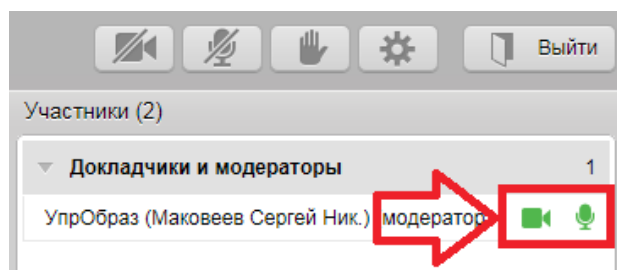 Выйти
Участники (2)
Докладчики и модераторы 1
УпрОбраз (Маковеев Сергей Ник.) модератор